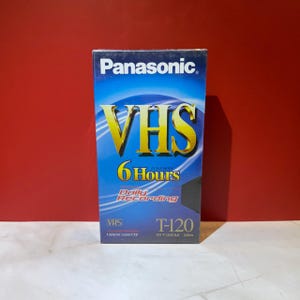 Panasonic
VHS
6 Hours
Daily
Recording
VHS T-120